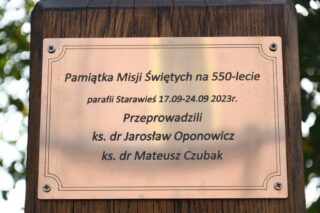 Pamiątka Misji Świętych na 550-lecie
parafii Starawieś 17.09-24.09 2023r.
Przeprowadzili
ks. dr Jarosław Oponowicz
ks. dr Mateusz Czubak